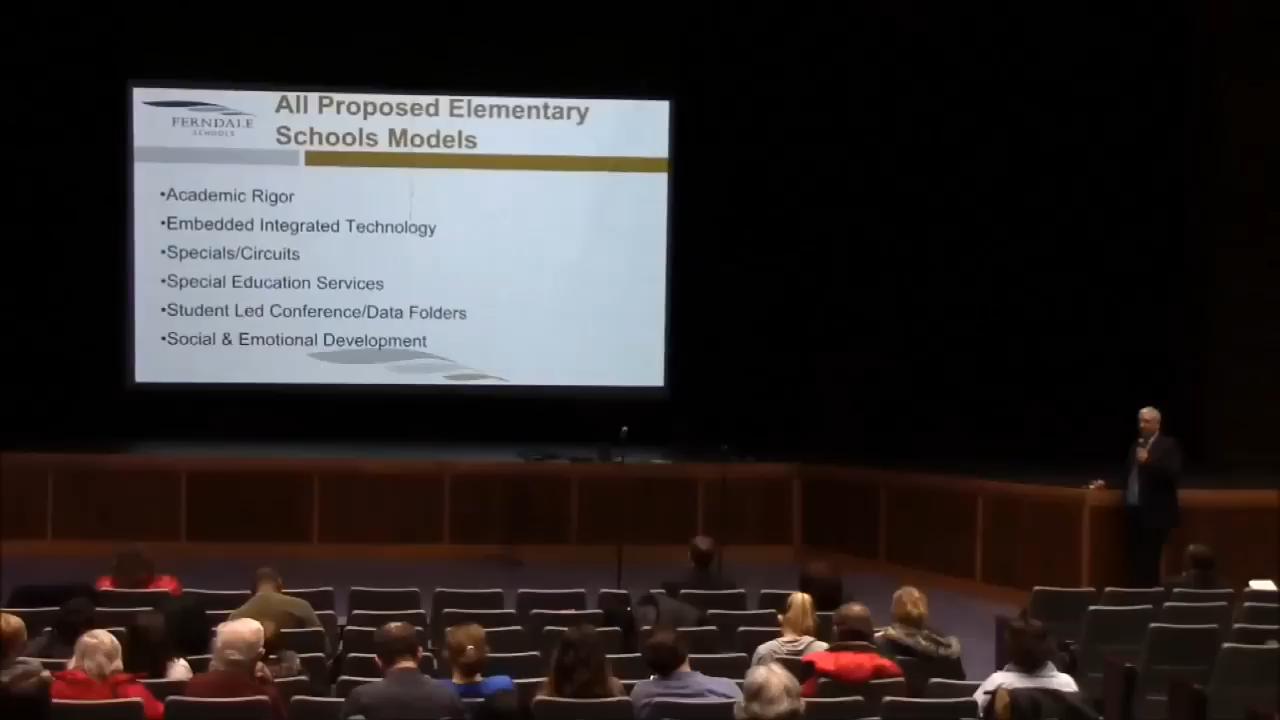 FERNDALE
SCHOOLS
All Proposed Elementary
Schools Models
•Academic Rigor
•Embedded Integrated Technology
•Specials/Circuits
•Special Education Services
•Student Led Conference/Data Folders
•Social & Emotional Development